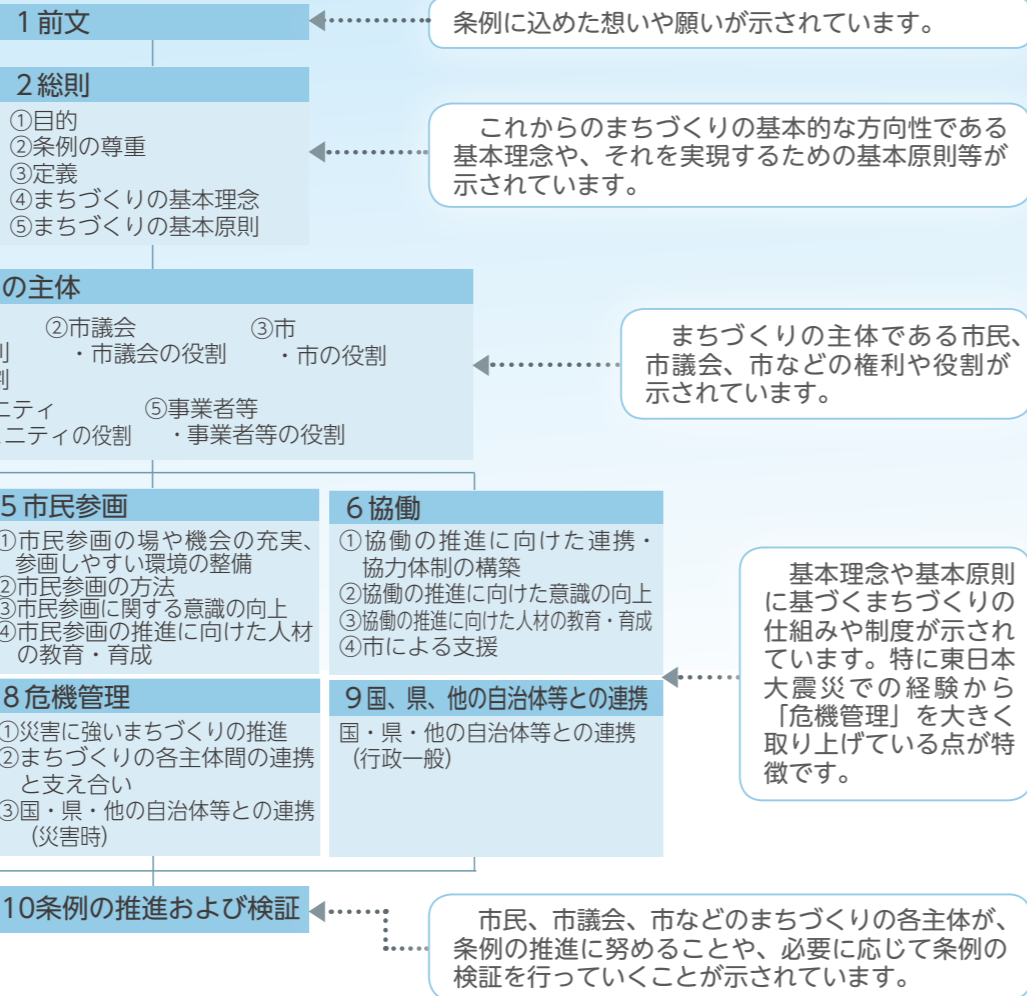 1前文
条例に込めた想いや願いが示されています。
2総則
①目的
②条例の尊重
③定義
④まちづくりの基本理念
⑤まちづくりの基本原則
これからのまちづくりの基本的な方向性である
基本理念や、それを実現するための基本原則等が
示されています。
の主体
②市議会
・市議会の役割
③市
・市の役割
ニティ
ニティの役割
⑤事業者等
・事業者等の役割
まちづくりの主体である市民、
市議会、市などの権利や役割が
示されています。
5市民参画
①市民参画の場や機会の充実、
参画しやすい環境の整備
②市民参画の方法
③市民参画に関する意識の向上
④市民参画の推進に向けた人材
の教育・育成
6協働
①協働の推進に向けた連携・
協力体制の構築
②協働の推進に向けた意識の向上
③協働の推進に向けた人材の教育・育成
④市による支援
8危機管理
①災害に強いまちづくりの推進
②まちづくりの各主体間の連携
と支え合い
③国・県・他の自治体等との連携
(災害時)
9国、県、他の自治体等との連携
国・県・他の自治体等との連携
(行政一般)
基本理念や基本原則
に基づくまちづくりの
仕組みや制度が示され
ています。特に東日本
大震災での経験から
「危機管理」を大きく
取り上げている点が特
徴です。
10条例の推進および検証
市民、市議会、市などのまちづくりの各主体が、
条例の推進に努めることや、必要に応じて条例の
検証を行っていくことが示されています。